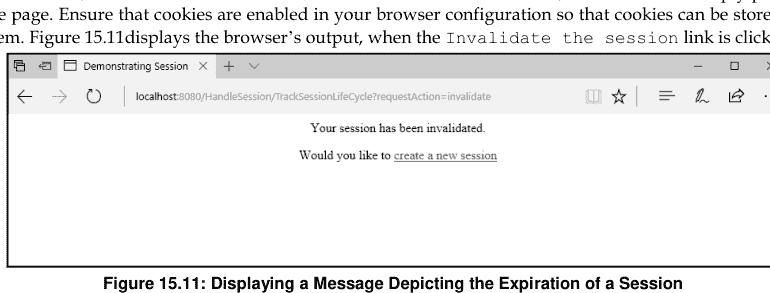 e page. Ensure that cookies are enabled in your browser configuration so that cookies can be store
em. Figure 15.11displays the browser's output, when the Invalidate the session link is click
Demonstrating Session
localhost:8080/HandleSession/TrackSessionLifeCycle?requestAction=invalidate
Your session has been invalidated.
Would you like to create a new session
Figure 15.11: Displaying a Message Depicting the Expiration of a Session